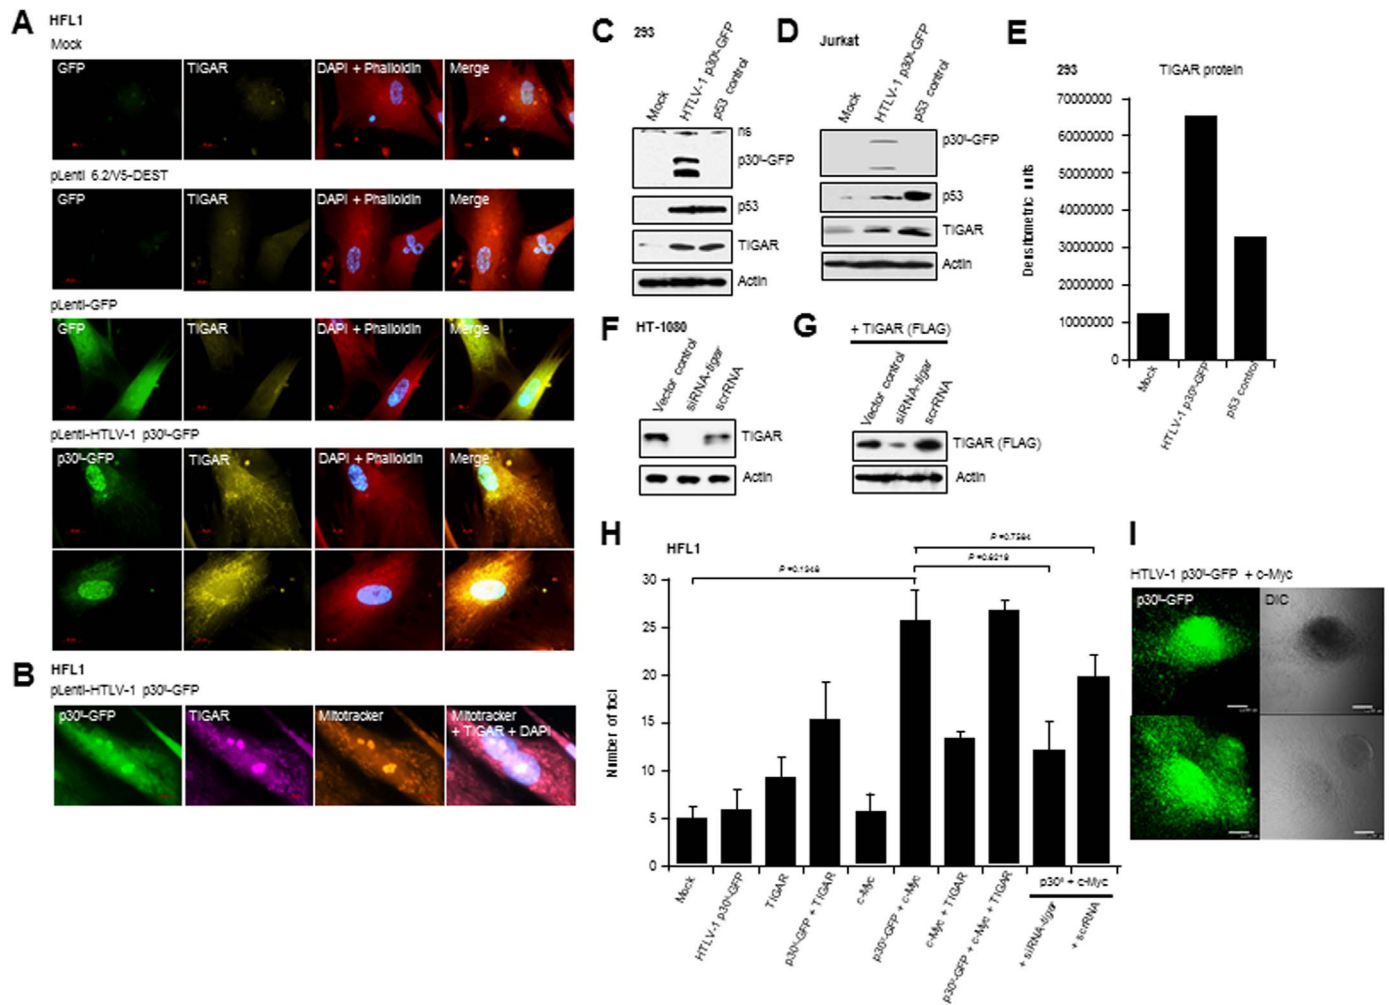 A
HFL1
Mock
GFP
TIGAR
DAPI + Phalloidin
Merge
pLenti 6.2/V5-DEST
GFP
TIGAR
DAPI + Phalloidin
Merge
pLenti-GFP
GFP
TIGAR
DAPI + Phalloidin
Merge
pLenti-HTLV-1 p30ᴵᴵ-GFP
p30ᴵᴵ-GFP
TIGAR
DAPI + Phalloidin
Merge
B
HFL1
pLenti-HTLV-1 p30ᴵᴵ-GFP
p30ᴵᴵ-GFP
TIGAR
Mitotracker
Mitotracker
+ TIGAR + DAPI
C
293
Mock
HTLV-1 p30ᴵᴵ-GFP
p53 control
ns
p30ᴵᴵ-GFP
p53
TIGAR
Actin
D
Jurkat
Mock
HTLV-1 p30ᴵᴵ-GFP
p53 control
p30ᴵᴵ-GFP
p53
TIGAR
Actin
E
293
TIGAR protein
Densitometric units
70000000
60000000
50000000
40000000
30000000
20000000
10000000
0
Mock
HTLV-1 p30ᴵᴵ-GFP
p53 control
F
HT-1080
Vector control
siRNA-tigar
scrRNA
TIGAR
Actin
G
+ TIGAR (FLAG)
Vector control
siRNA-tigar
scrRNA
TIGAR (FLAG)
Actin
H
HFL1
Number of foci
30
25
20
15
10
5
0
Mock
HTLV-1 p30ᴵᴵ-GFP
TIGAR
p30ᴵᴵ-GFP + TIGAR
c-Myc
p30ᴵᴵ-GFP + c-Myc
c-Myc + TIGAR
p30ᴵᴵ-GFP + c-Myc + TIGAR
p30ᴵᴵ + c-Myc
+ siRNA-tigar
+ scrRNA
I
HTLV-1 p30ᴵᴵ-GFP + c-Myc
p30ᴵᴵ-GFP
DIC